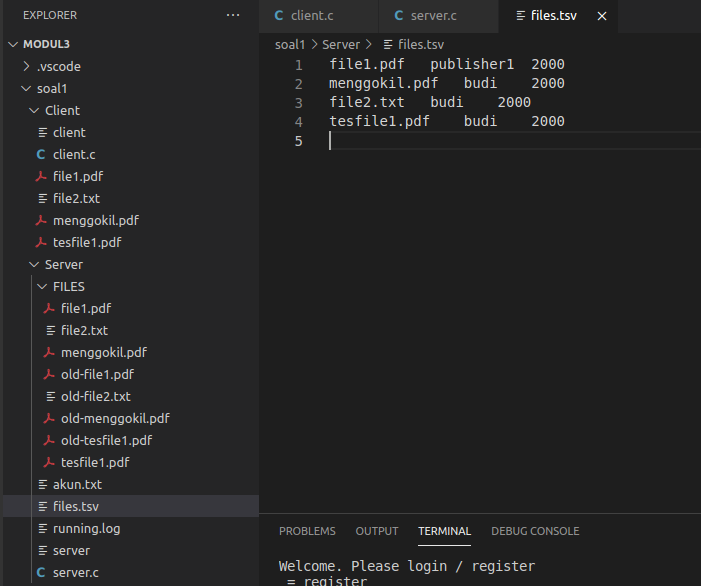 EXPLORER
MODUL3
.vscode
soal1
Client
client
client.c
file1.pdf
file2.txt
menggokil.pdf
tesfile1.pdf
Server
FILES
file1.pdf
file2.txt
menggokil.pdf
old-file1.pdf
old-file2.txt
old-menggokil.pdf
old-tesfile1.pdf
tesfile1.pdf
akun.txt
files.tsv
running.log
server
server.c
client.c server.c files.tsv
soal1 > Server > files.tsv
1 file1.pdf publisher1 2000
2 menggokil.pdf budi 2000
3 file2.txt budi 2000
4 tesfile1.pdf budi 2000
5
PROBLEMS OUTPUT TERMINAL DEBUG CONSOLE
Welcome. Please login / register
= register